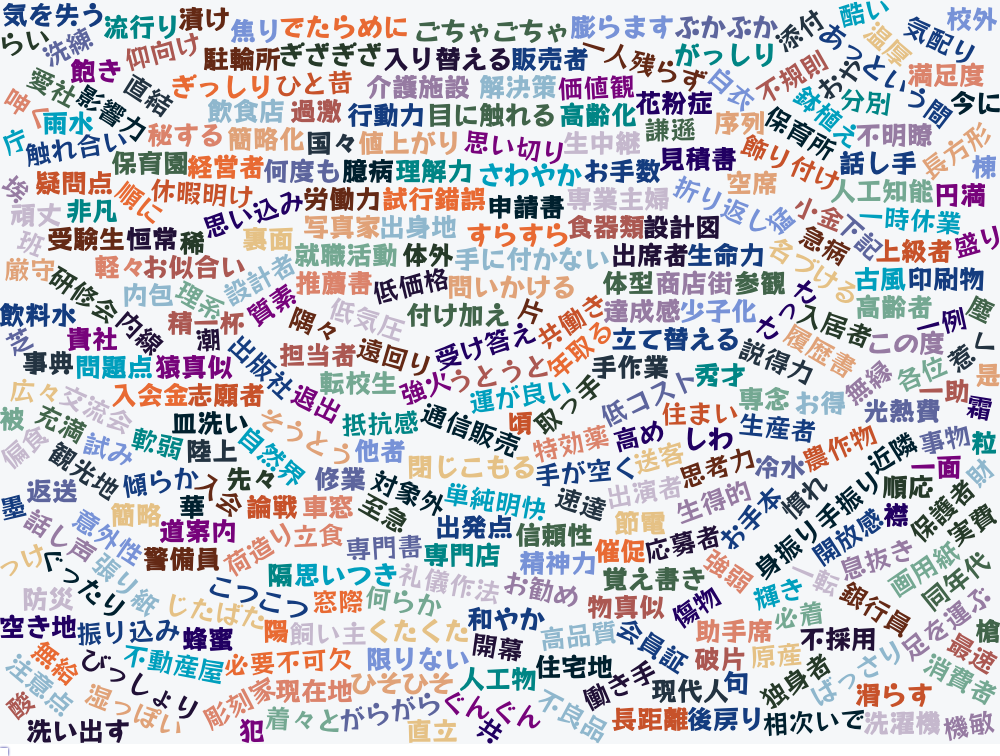 気を失う
流行り
漬け
焦り
でたらめに
ごちゃごちゃ
膨らます
ぶかぶか
添付
酷い
気配り
校外
らい
洗練
仰向け
駐輪所
ぎざぎざ
入り替える
販売者
一人残らず
がっしり
あっという間
温厚
満足度
愛社
飽き
直結
ぎっしり
ひと昔
介護施設
解決策
価値観
白衣
不規則
おや
分別
今に
呻く
影響力
飲食店
過激
行動力
目に触れる
高齢化
花粉症
鉢植え
雨水
庁
触れ合い
秘する
簡略化
国々
値上がり
思い切り
生中継
謙遜
序列
保育所
不明瞭
長方形
保育園
経営者
何度も
臆病
理解力
さわやか
お手数
見積書
飾り付け
話し手
棟
埃
疑問点
順に
休暇明け
労働力
試行錯誤
申請書
専業主婦
折り返し
空席
人工知能
円満
頑丈
非凡
思い込み
写真家
出身地
すらすら
食器類
設計図
猛
小金
下記
一時休業
班
受験生
恒常
稀
裏面
就職活動
体外
手に付かない
出席者
生命力
名づける
急病
上級者
盛り
厳守
研修会
軽々
お似合い
設計者
推薦書
低価格
問いかける
体型
商店街
参観
古風
印刷物
飲料水
内包
理系
質素
低気圧
付け加え
片
共働き
達成感
少子化
さっさ
入居者
高齢者
塵
芝
貴社
内線
精一杯
潮
隅々
遠回り
受け答え
年取る
立て替える
履歴書
この度
一例
事典
問題点
猿真似
出版社
担当者
転校生
強火
うとうと
手作業
秀才
説得力
無縁
各位
煮
是
広々
交流会
入会金
志願者
退出
運が良い
取っ手
低コスト
専念
お得
一助
霜
被
充満
皿洗い
そうとう
抵抗感
通信販売
頃
特効薬
高め
住まい
しわ
生産者
光熱費
偏食
観光地
試み
軟弱
陸上
自然界
他者
閉じこもる
手が空く
送客
思考力
冷水
農作物
近隣
事物
粒
墨
返送
傾らか
入会
先々
修業
対象外
単純明快
速達
出演者
生得的
お手本
慣れ
身振り手振り
順応
一面
財
話し声
意外性
簡略
華
論戦
車窓
至急
出発点
信頼性
節電
開放感
襟
保護者
実費
道案内
つけ
ぐったり
張り紙
警備員
荷造り
立食
専門書
専門店
精神力
催促
応募者
息抜き
画用紙
同年代
隔
思いつき
礼儀作法
お勧め
覚え書き
強弱
一転
輝き
銀行員
防災
こつこつ
じたばた
窓際
何らか
和やか
物真似
傷物
必着
足を運ぶ
空き地
振り込み
蜂蜜
陽
飼い主
くたくた
開幕
高品質
会員証
助手席
不採用
槍
最速
無給
びっしょり
不動産屋
必要不可欠
限りない
人工物
住宅地
働き手
破片
原産
独身者
ばっさり
消費者
注意点
酸
湿っぽい
彫刻家
現在地
ひそひそ
現代人
句
滑らす
洗い出す
犯
着々と
がらがら
直立
ぐんぐん
共
不良品
長距離
後戻り
相次いで
洗濯機
機敏